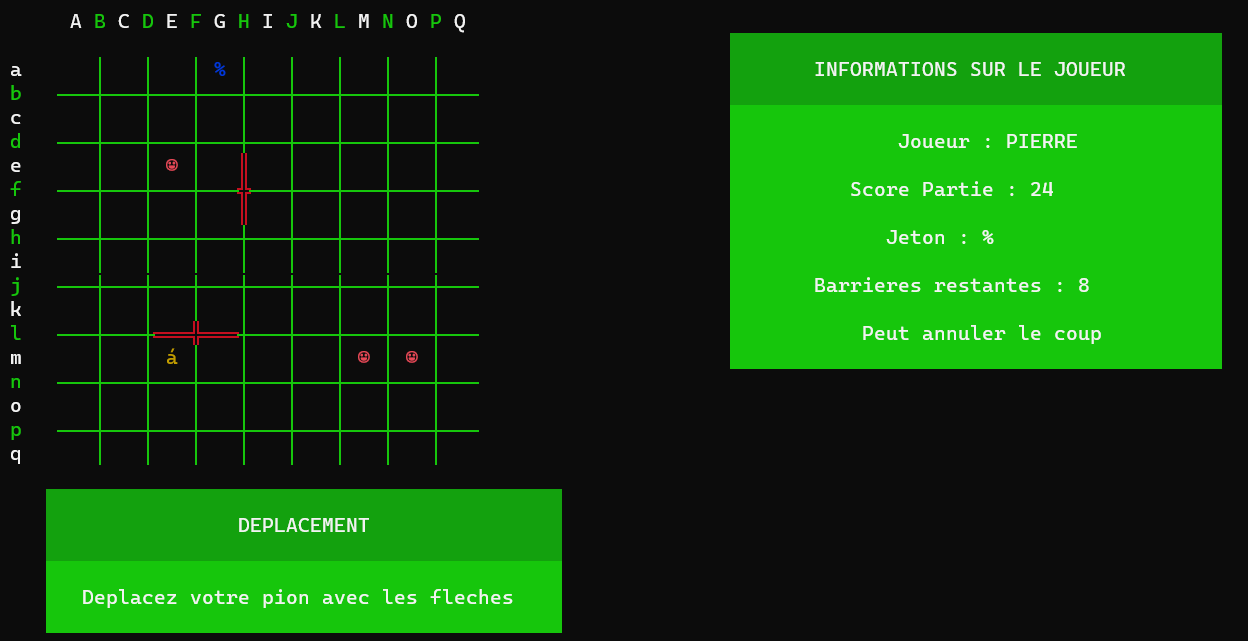 A B C D E F G H I J K L M N O P Q
a %
b
c
d
e ☻
f
g
h
i
j
k
l
m á ☻ ☻
n
o
p
q
INFORMATIONS SUR LE JOUEUR
Joueur : PIERRE
Score Partie : 24
Jeton : %
Barrieres restantes : 8
Peut annuler le coup
DEPLACEMENT
Deplacez votre pion avec les fleches